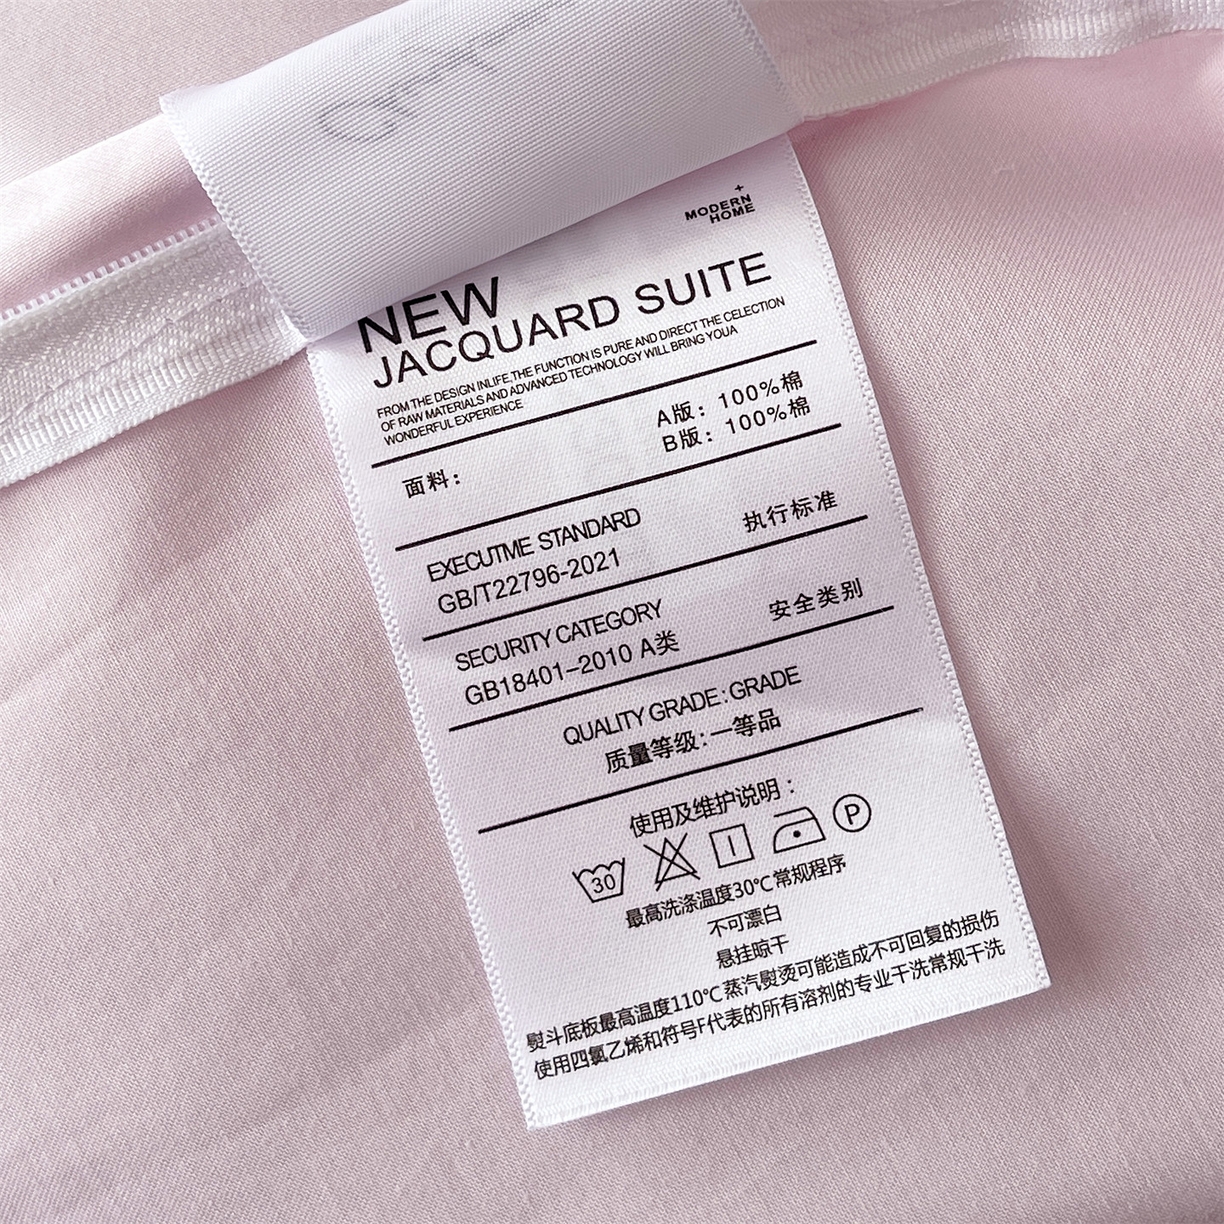 +
MODERN
HOME
NEW
JACQUARD SUITE
FROM THE DESIGN INLIFE,THE FUNCTION IS PURE AND DIRECT THE CELECTION
OF RAW MATERIALS AND ADVANCED TECHNOLOGY WILL BRING YOUA
WONDERFUL EXPERIENCE
面料：
A版：100%棉
B版：100%棉
EXECUTME STANDARD
执行标准
GB/T22796-2021
SECURITY CATEGORY
安全类别
GB18401-2010 A类
QUALITY GRADE:GRADE
质量等级:一等品
使用及维护说明：
30
P
最高洗涤温度30℃常规程序
不可漂白
悬挂晾干
熨斗底板最高温度110℃蒸汽熨烫可能造成不可回复的损伤
使用四氯乙烯和符号F代表的所有溶剂的专业干洗常规干洗